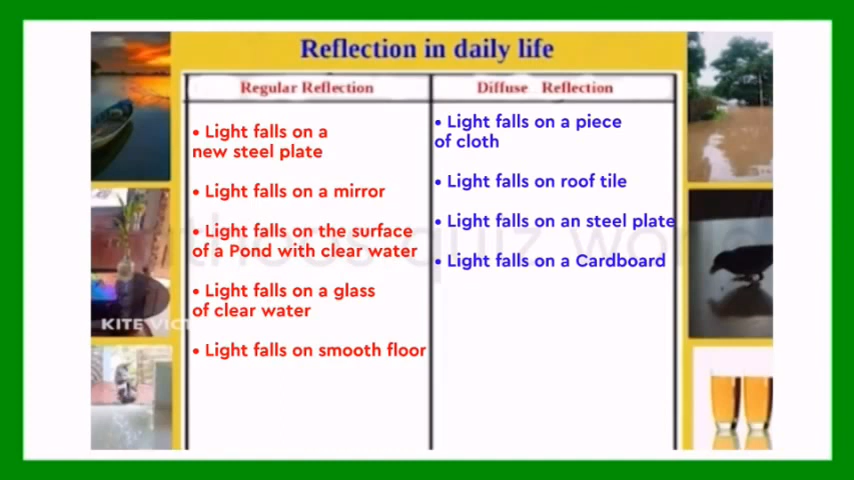 Reflection in daily life
Regular Reflection
Diffuse Reflection
• Light falls on a
new steel plate
• Light falls on a mirror
• Light falls on the surface
of a Pond with clear water
• Light falls on a glass
of clear water
• Light falls on smooth floor
• Light falls on a piece
of cloth
• Light falls on roof tile
• Light falls on an steel plate
• Light falls on a Cardboard
KITE VICT